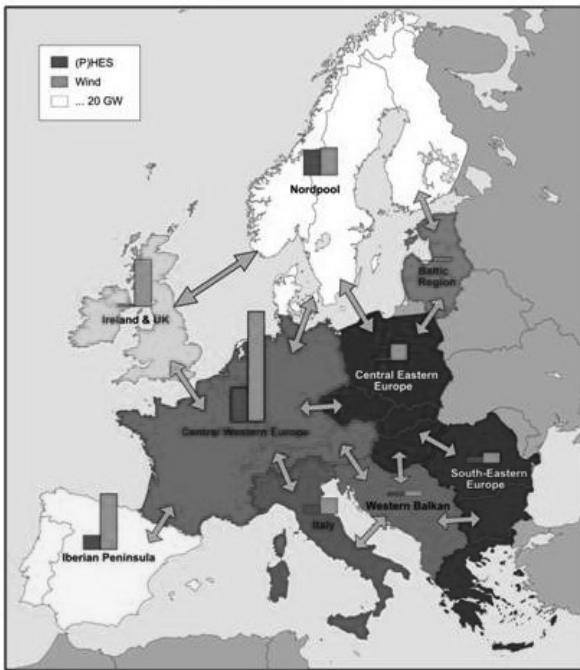 (P)HES
Wind
... 20 GW
Nordpool
Baltic
Region
Ireland & UK
Central Eastern
Europe
Central Western Europe
South-Eastern
Europe
Western Balkan
Italy
Iberian Peninsula